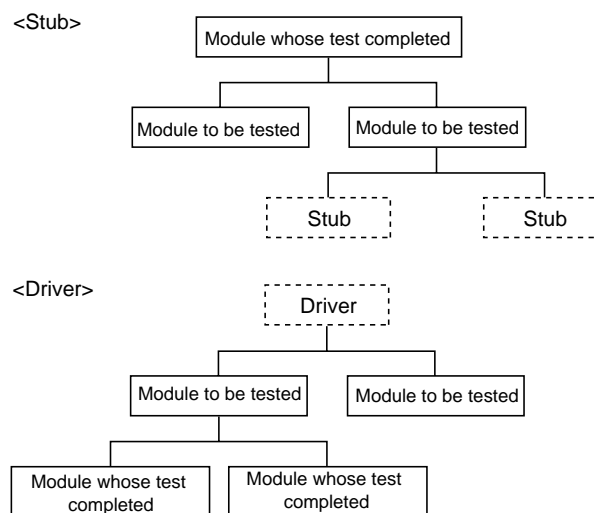 <Stub>
Module whose test completed
Module to be tested
Module to be tested
Stub
Stub
<Driver>
Driver
Module to be tested
Module to be tested
Module whose test
completed
Module whose test
completed